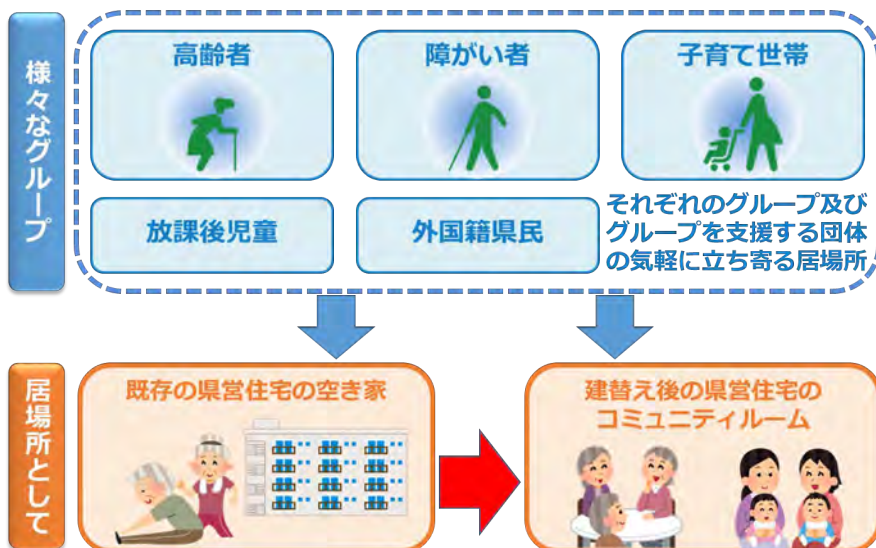 様々なグループ
高齢者
障がい者
子育て世帯
放課後児童
外国籍県民
それぞれのグループ及び
グループを支援する団体
の気軽に立ち寄る居場所
居場所として
既存の県営住宅の空き家
建替え後の県営住宅の
コミュニティルーム